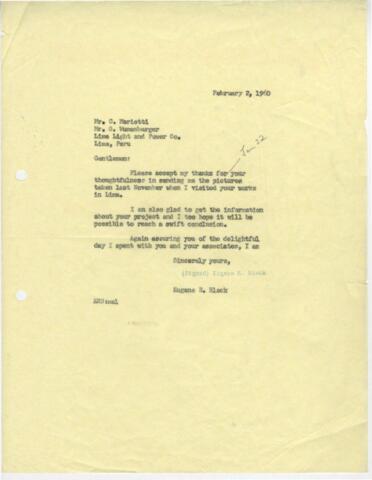 February 2, 1960
Mr. C. Marietti
Mr. G. Wunenburger
Lima Light and Power Co.
Lima, Peru
Jan 22
Gentlemen:
Please accept my thanks for your
thoughtfulness in sending me the pictures
taken last November when I visited your works
in Lima.
I am also glad to get the information
about your project and I too hope it will be
possible to reach a swift conclusion.
Again assuring you of the delightful
day I spent with you and your associates, I am
Sincerely yours,
(Signed) Eugene E. Black
Eugene R. Black